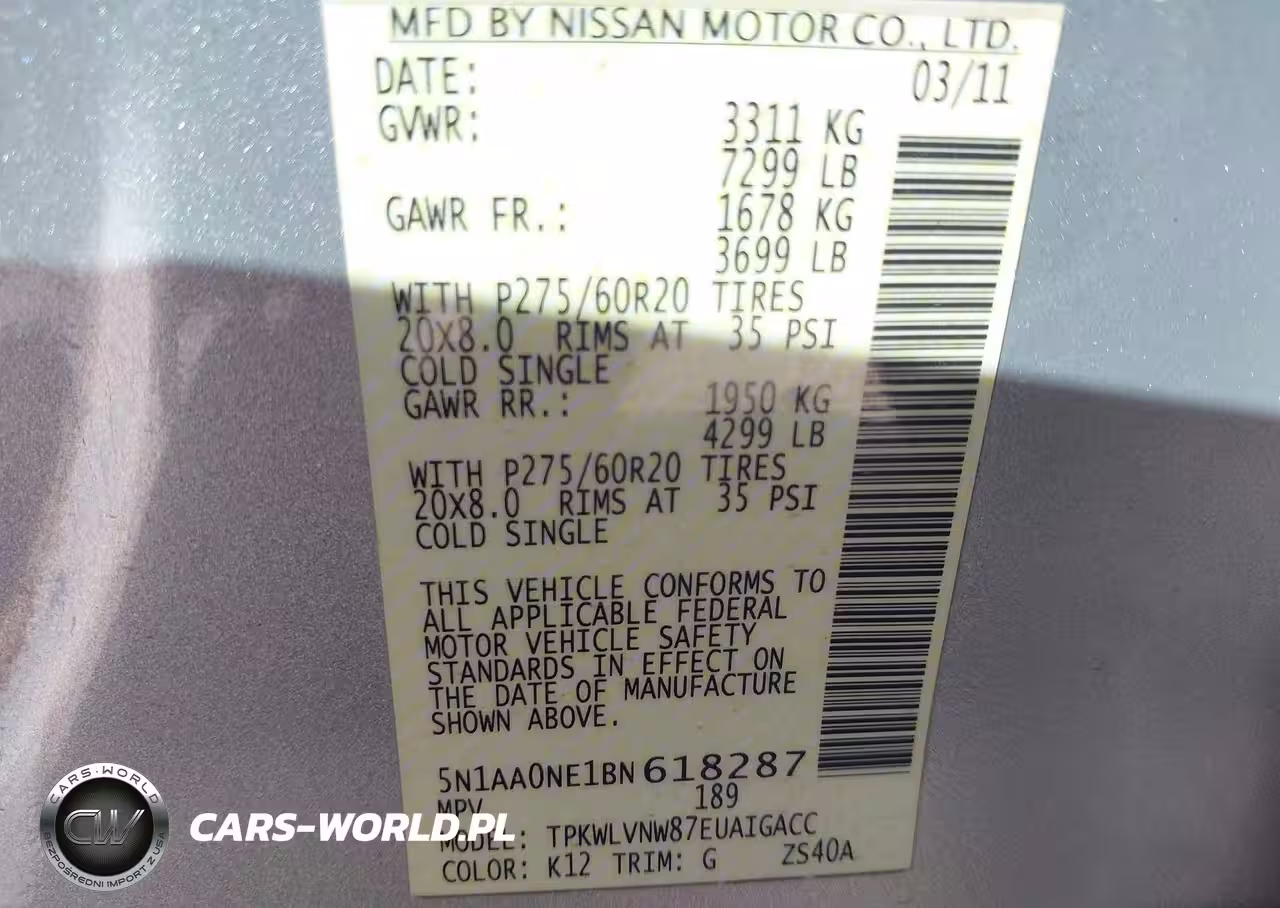 MFD BY NISSAN MOTOR CO., LTD.
DATE: 03/11
GVWR: 3311 KG
7299 LB
GAWR FR.: 1678 KG
3699 LB
WITH P275/60R20 TIRES
20X8.0 RIMS AT 35 PSI
COLD SINGLE
GAWR RR.: 1950 KG
4299 LB
WITH P275/60R20 TIRES
20X8.0 RIMS AT 35 PSI
COLD SINGLE
THIS VEHICLE CONFORMS TO
ALL APPLICABLE FEDERAL
MOTOR VEHICLE SAFETY
STANDARDS IN EFFECT ON
THE DATE OF MANUFACTURE
SHOWN ABOVE.
5N1AA0NE1BN618287
MPV 189
MODEL: TPKWLVNW87EUAIGACC
COLOR: K12 TRIM: G ZS40A
CARS-WORLD
CW
BEZPOŚREDNI IMPORT Z USA
CARS-WORLD.PL